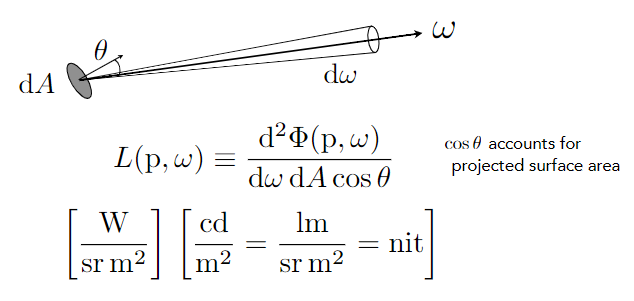 θ
ω
dA
dω
L(p, ω) ≡ d²Φ(p, ω) / dω dA cos θ
cos θ accounts for
projected surface area
[W / sr m²] [cd / m² = lm / sr m² = nit]